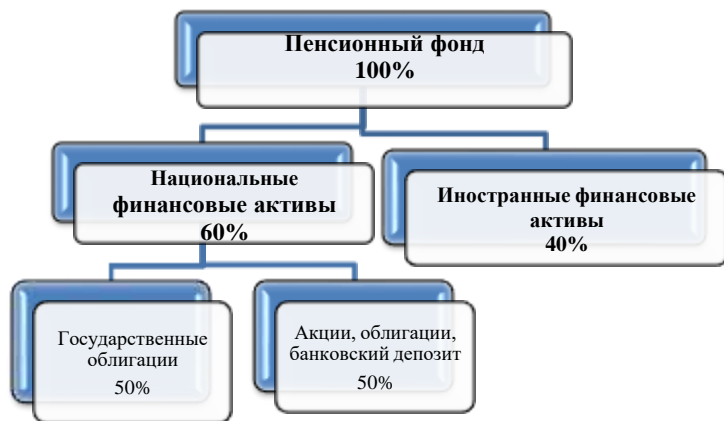 Пенсионный фонд
100%
Национальные
финансовые активы
60%
Иностранные финансовые
активы
40%
Государственные
облигации
50%
Акции, облигации,
банковский депозит
50%